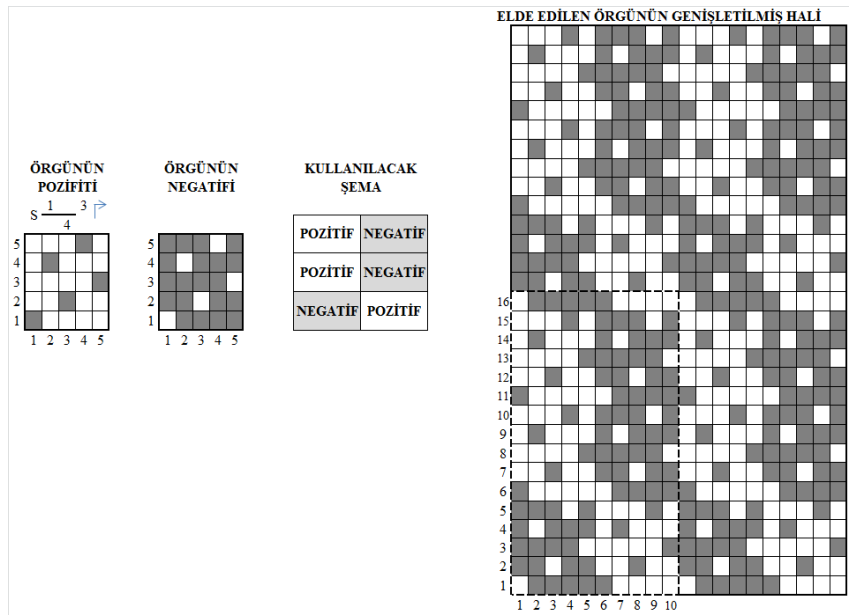 ELDE EDİLEN ÖRGÜNÜN GENİŞLETİLMİŞ HALİ
ÖRGÜNÜN
POZİFİTİ
ÖRGÜNÜN
NEGATİFİ
KULLANILACAK
ŞEMA
S 1 3
4
5
4
3
2
1
1 2 3 4 5
5
4
3
2
1
1 2 3 4 5
POZİTİF NEGATİF
POZİTİF NEGATİF
NEGATİF POZİTİF
16
15
14
13
12
11
10
9
8
7
6
5
4
3
2
1
1 2 3 4 5 6 7 8 9 10